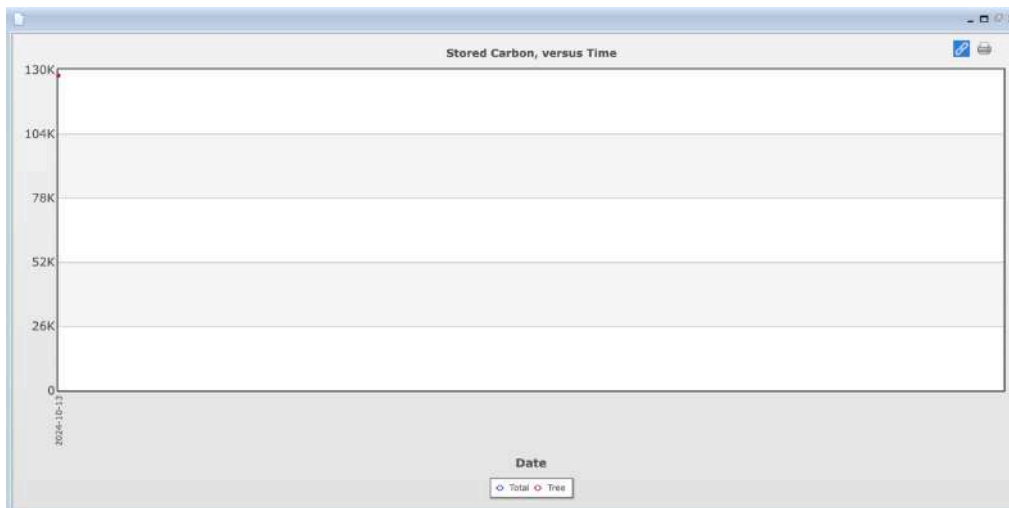 Stored Carbon, versus Time
130K
104K
78K
52K
26K
0
2024-10-13
Date
Total Tree